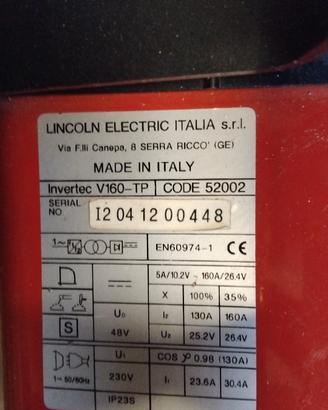 LINCOLN ELECTRIC ITALIA s.r.l.
Via F.lli Canepa, 8 SERRA RICCO' (GE)
MADE IN ITALY
Invertec V160-TP CODE 52002
SERIAL NO I2 04 12 00 448
1~ EN60974-1 CE
5A/10.2V ~ 160A/26.4V
X 100% 35%
U0 I2 130A 160A
S 48V U2 25.2V 26.4V
U1 COS φ 0.98 (130A)
1~ 50/60Hz 230V I1 23.6A 30.4A
IP23S